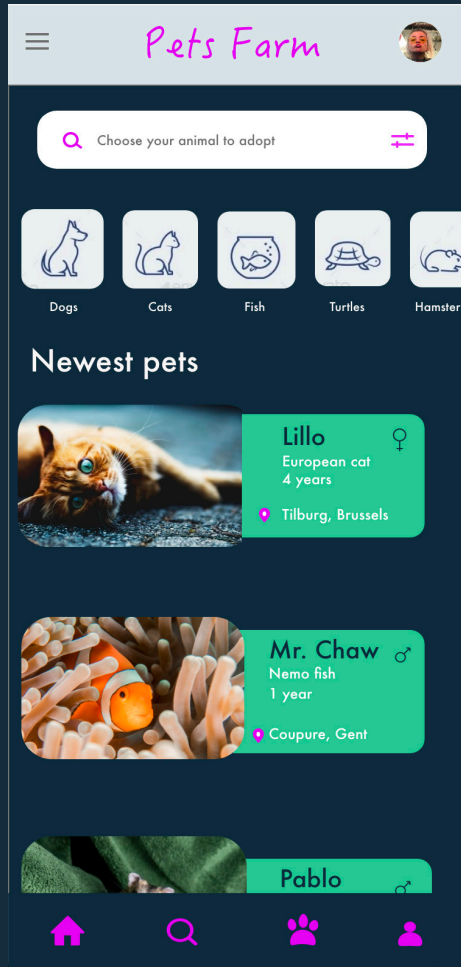 Pets Farm
Choose your animal to adopt
Dogs
Cats
Fish
Turtles
Hamster
Newest pets
Lillo
European cat
4 years
Tilburg, Brussels
Mr. Chaw
Nemo fish
1 year
Coupure, Gent
Pablo